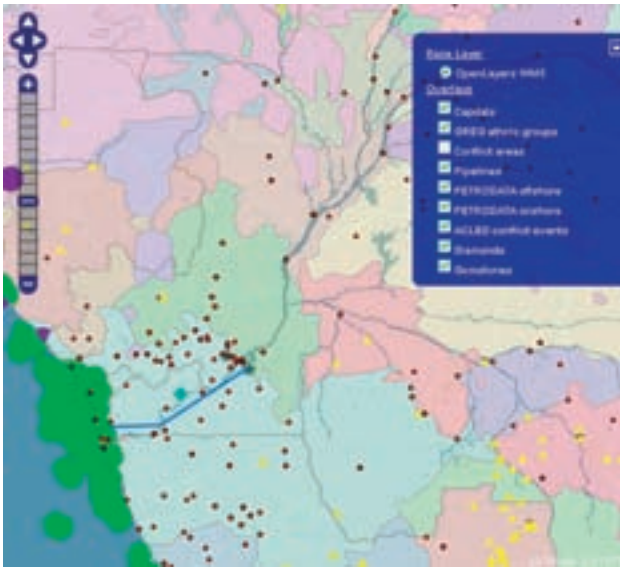 Base Layer
OpenLayers WMS
Overlays
Capitals
GREG ethnic groups
Conflict areas
Pipelines
PETRODATA offshore
PETRODATA onshore
ACLED conflict events
Diamonds
Gemstones